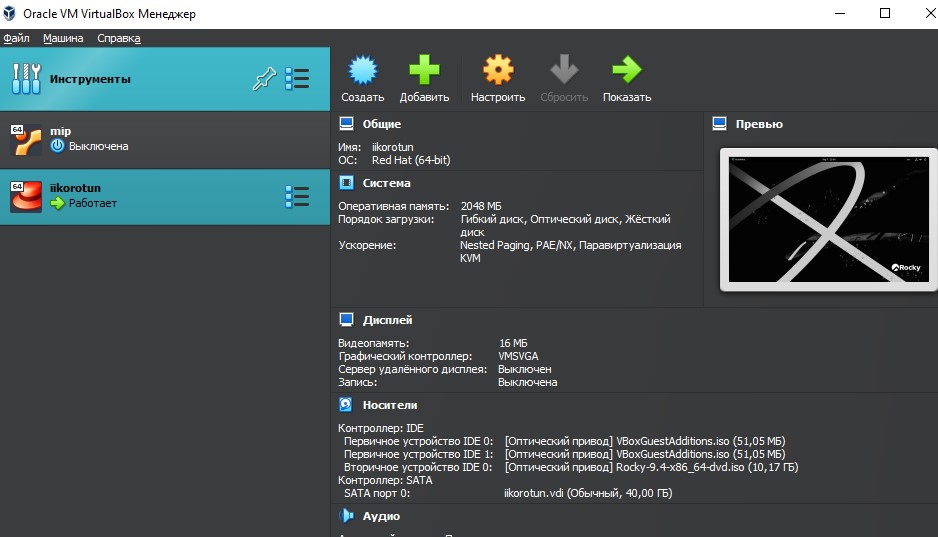 Oracle VM VirtualBox Менеджер
Файл Машина Справка
Инструменты
Создать Добавить Настроить Сбросить Показать
64
mip
Выключена
64
iikorotun
Работает
Общие
Имя: iikorotun
ОС: Red Hat (64-bit)
Превью
Rocky
Система
Оперативная память: 2048 МБ
Порядок загрузки: Гибкий диск, Оптический диск, Жёсткий
диск
Ускорение: Nested Paging, PAE/NX, Паравиртуализация
KVM
Дисплей
Видеопамять: 16 МБ
Графический контроллер: VMSVGA
Сервер удалённого дисплея: Выключен
Запись: Выключена
Носители
Контроллер: IDE
Первичное устройство IDE 0: [Оптический привод] VBoxGuestAdditions.iso (51,05 МБ)
Первичное устройство IDE 1: [Оптический привод] VBoxGuestAdditions.iso (51,05 МБ)
Вторичное устройство IDE 0: [Оптический привод] Rocky-9.4-x86_64-dvd.iso (10,17 ГБ)
Контроллер: SATA
SATA порт 0: iikorotun.vdi (Обычный, 40,00 ГБ)
Аудио